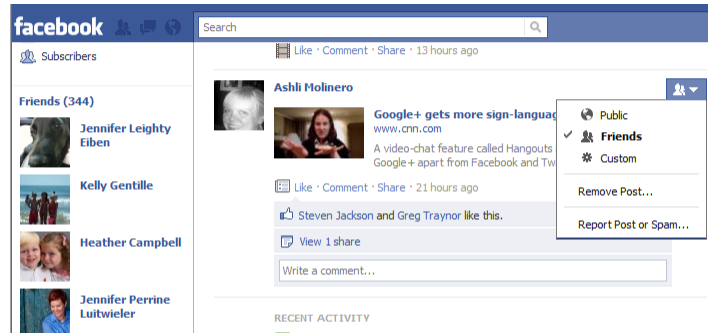 facebook
Search
Subscribers
Friends (344)
Jennifer Leighty
Eiben
Kelly Gentille
Heather Campbell
Jennifer Perrine
Luitwieler
Like · Comment · Share · 13 hours ago
Ashli Molinero
Google+ gets more sign-languag
www.cnn.com
A video-chat feature called Hangouts
Google+ apart from Facebook and Tw
Like · Comment · Share · 21 hours ago
Steven Jackson and Greg Traynor like this.
View 1 share
Write a comment...
RECENT ACTIVITY
Public
Friends
Custom
Remove Post...
Report Post or Spam...